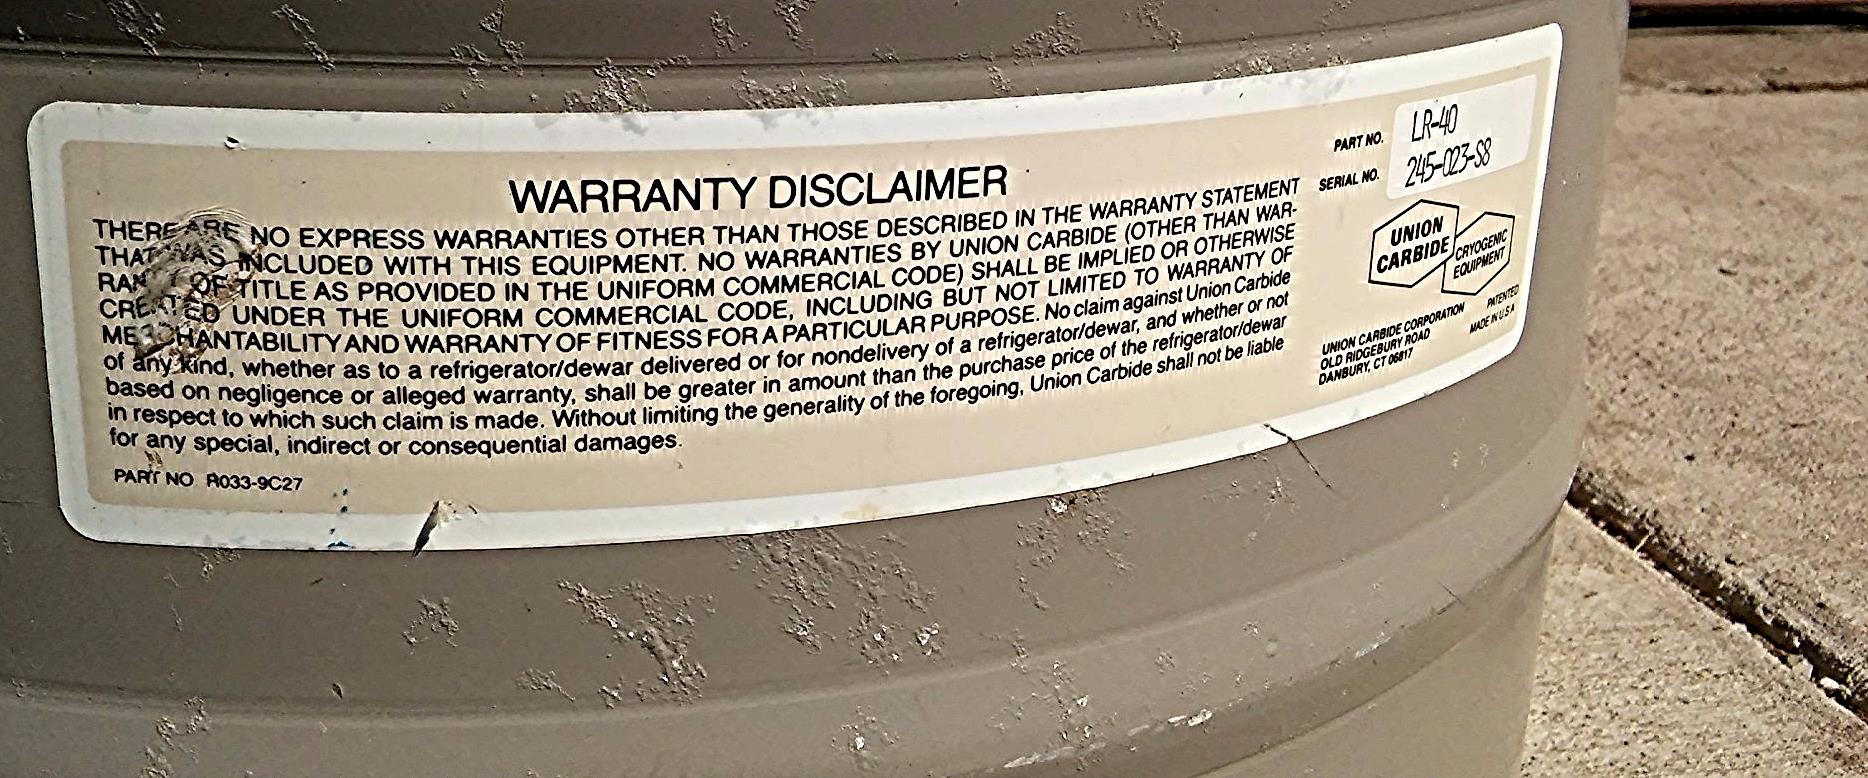 WARRANTY DISCLAIMER
THERE ARE NO EXPRESS WARRANTIES OTHER THAN THOSE DESCRIBED IN THE WARRANTY STATEMENT
THAT WAS INCLUDED WITH THIS EQUIPMENT. NO WARRANTIES BY UNION CARBIDE (OTHER THAN WAR-
OF TITLE AS PROVIDED IN THE UNIFORM COMMERCIAL CODE) SHALL BE IMPLIED OR OTHERWISE
CREATED UNDER THE UNIFORM COMMERCIAL CODE, INCLUDING BUT NOT LIMITED TO WARRANTY OF
MERCHANTABILITY AND WARRANTY OF FITNESS FOR A PARTICULAR PURPOSE. No claim against Union Carbide
of any kind, whether as to a refrigerator/dewar delivered or for nondelivery of a refrigerator/dewar, and whether or not
based on negligence or alleged warranty, shall be greater in amount than the purchase price of the refrigerator/dewar
in respect to which such claim is made. Without limiting the generality of the foregoing, Union Carbide shall not be liable
for any special, indirect or consequential damages.
PART NO R033-9C27
PART NO. LR-40
SERIAL NO. 245-023-S8
UNION
CARBIDE
CRYOGENIC
EQUIPMENT
UNION CARBIDE CORPORATION
OLD RIDGEBURY ROAD
DANBURY, CT 06817
PATENTED
MADE IN U.S.A